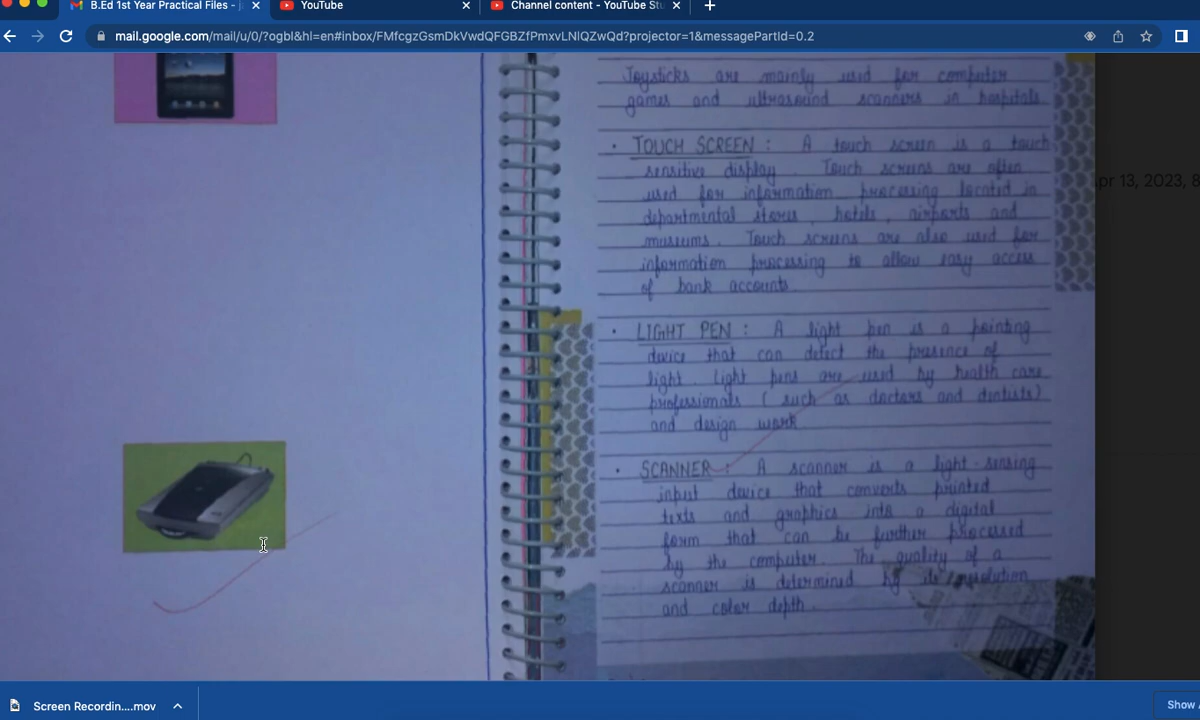 B.Ed 1st Year Practical Files -
YouTube
Channel content - YouTube Stu
mail.google.com/mail/u/0/?ogbl&hl=en#inbox/FMfcgzGsmDkVwdQFGBZfPmxvLNlQZwQd?projector=1&messagePartId=0.2
Joysticks are mainly used for computer
games and ultrasound scanners in hospitals
• TOUCH SCREEN : A touch screen is a touch
sensitive display. Touch screens are often
used for information processing located in
departmental stores, hotels, airports and
museums. Touch screens are also used for
information processing to allow easy access
of bank accounts.
pr 13, 2023, 8
• LIGHT PEN : A light pen is a pointing
device that can detect the presence of
light. Light pens are used by health care
professionals (such as doctors and dentists)
and design work.
• SCANNER : A scanner is a light-sensing
input device that converts printed
texts and graphics into a digital
form that can be further processed
by the computer. The quality of a
scanner is determined by its resolution
and color depth.
Screen Recordin....mov
Show